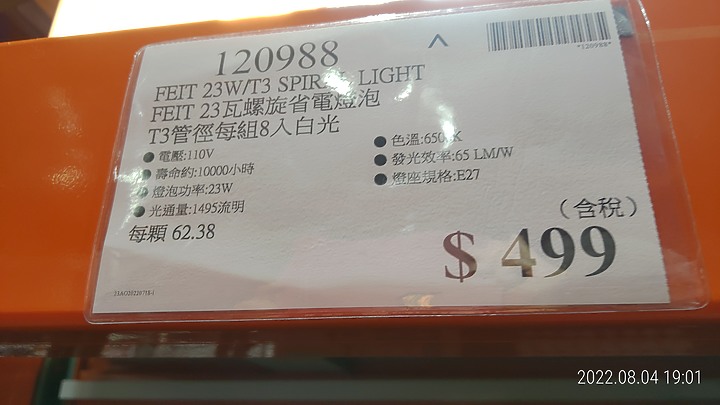 120988
^
*120988*
FEIT 23W/T3 SPIRAL LIGHT
FEIT 23瓦螺旋省電燈泡
T3管徑每組8入白光
● 電壓:110V
● 壽命約:10000小時
● 燈泡功率:23W
● 光通量:1495流明
● 色溫:6500K
● 發光效率:65 LM/W
● 燈座規格:E27
每顆 62.38
(含稅)
$ 499
2022.08.04 19:01